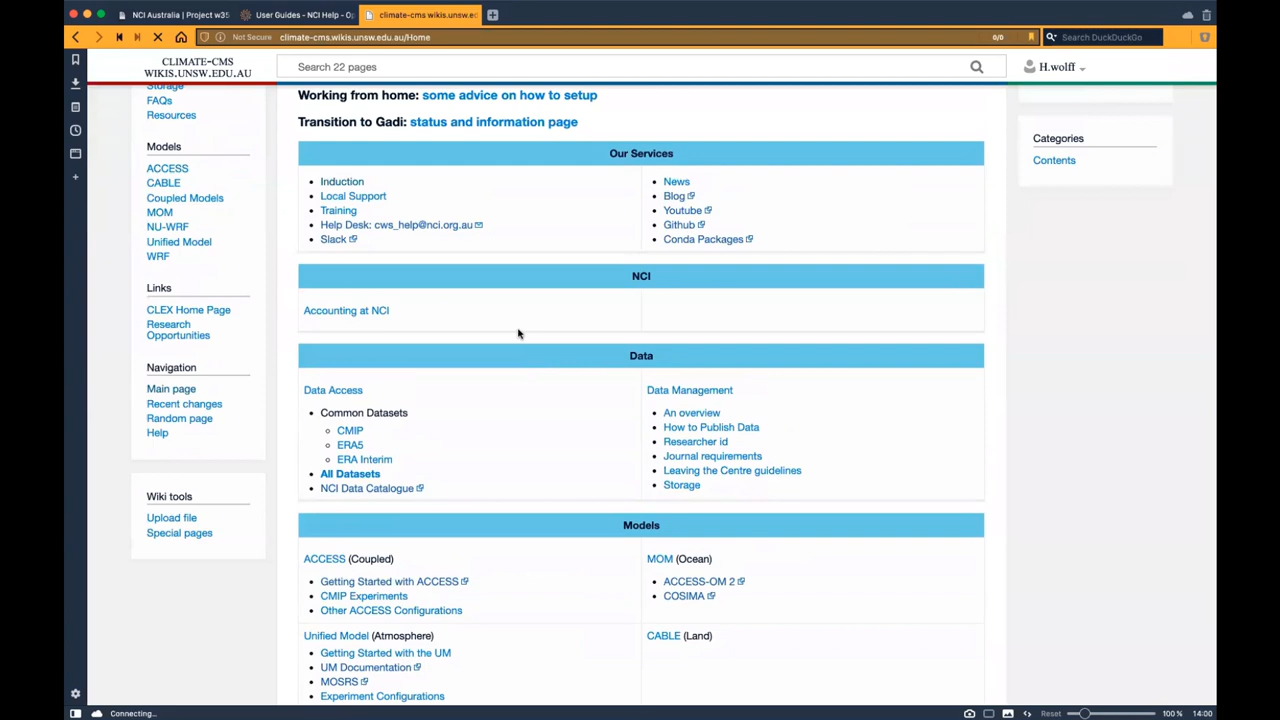 NCI Australia | Project w35
User Guides - NCI Help - Op
climate-cms wikis.unsw.ed
Not Secure
climate-cms.wikis.unsw.edu.au/Home
0/0
Search DuckDuckGo
CLIMATE-CMS
WIKIS.UNSW.EDU.AU
Search 22 pages
H.wolff
Storage
FAQs
Resources
Models
ACCESS
CABLE
Coupled Models
MOM
NU-WRF
Unified Model
WRF
Links
CLEX Home Page
Research
Opportunities
Navigation
Main page
Recent changes
Random page
Help
Wiki tools
Upload file
Special pages
Working from home: some advice on how to setup
Transition to Gadi: status and information page
Our Services
Induction
Local Support
Training
Help Desk: cws_help@nci.org.au
Slack
News
Blog
Youtube
Github
Conda Packages
NCI
Accounting at NCI
Data
Data Access
Common Datasets
CMIP
ERA5
ERA Interim
All Datasets
NCI Data Catalogue
Data Management
An overview
How to Publish Data
Researcher id
Journal requirements
Leaving the Centre guidelines
Storage
Models
ACCESS (Coupled)
Getting Started with ACCESS
CMIP Experiments
Other ACCESS Configurations
MOM (Ocean)
ACCESS-OM 2
COSIMA
Unified Model (Atmosphere)
Getting Started with the UM
UM Documentation
MOSRS
Experiment Configurations
CABLE (Land)
Categories
Contents
Connecting...
Reset
100 %
14:00